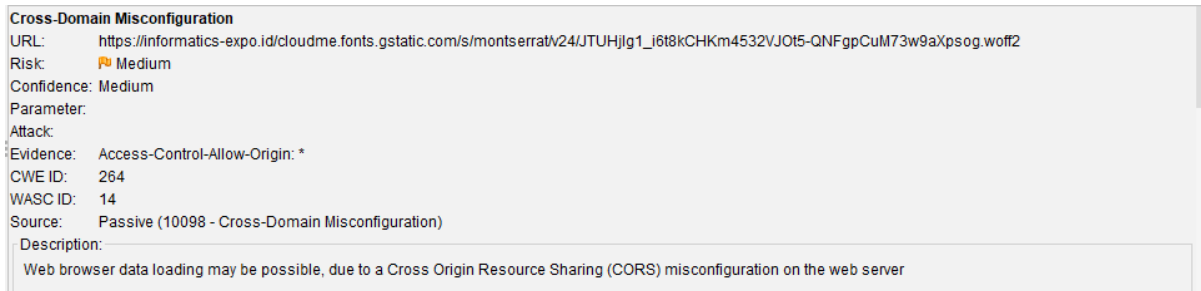 Cross-Domain Misconfiguration
URL: https://informatics-expo.id/cloudme.fonts.gstatic.com/s/montserrat/v24/JTUHjIg1_i6t8kCHKm4532VJOt5-QNFgpCuM73w9aXpsog.woff2
Risk: Medium
Confidence: Medium
Parameter:
Attack:
Evidence: Access-Control-Allow-Origin: *
CWE ID: 264
WASC ID: 14
Source: Passive (10098 - Cross-Domain Misconfiguration)
Description:
Web browser data loading may be possible, due to a Cross Origin Resource Sharing (CORS) misconfiguration on the web server